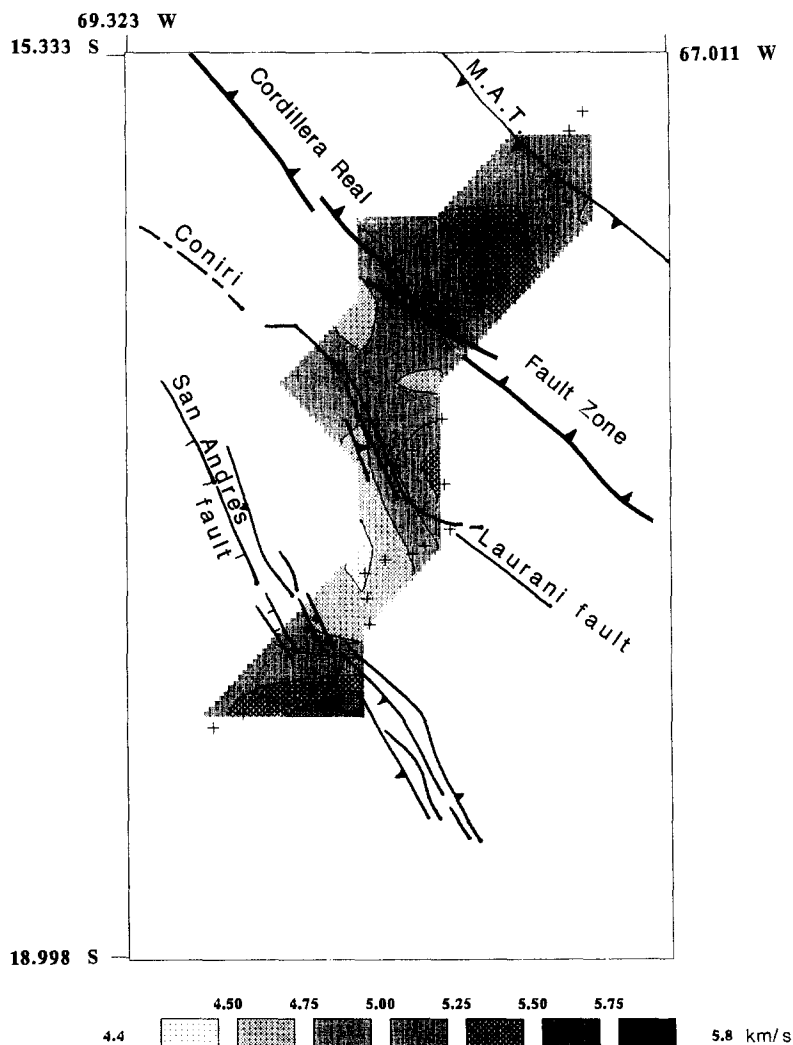 69.323 W
15.333 S
67.011 W
M.A.T.
Cordillera Real
Coniri
San Andres fault
Fault Zone
Laurani fault
18.998 S
4.50 4.75 5.00 5.25 5.50 5.75
4.4 5.8 km/s